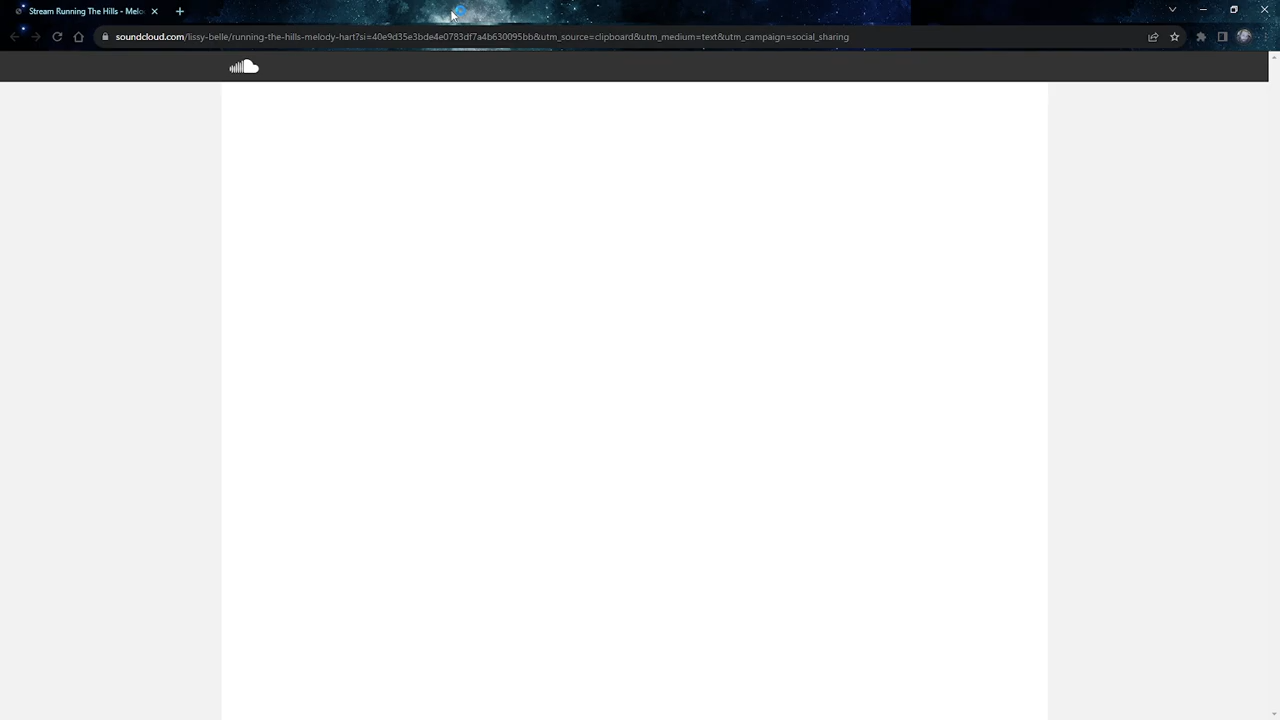 Stream Running The Hills - Melo
soundcloud.com/lissy-belle/running-the-hills-melody-hart?si=40e9d35e3bde4e0783df7a4b630095bb&utm_source=clipboard&utm_medium=text&utm_campaign=social_sharing